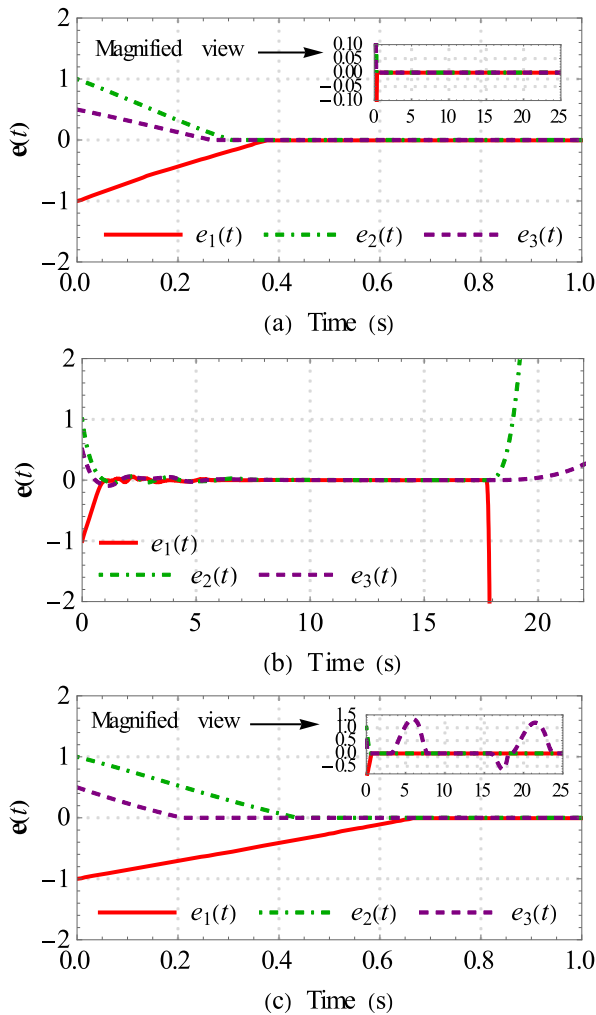 Magnified view
0.10
0.05
0.00
−0.05
−0.10
0 5 10 15 20 25
2
1
0
−1
−2
e(t)
e1(t) e2(t) e3(t)
0.0 0.2 0.4 0.6 0.8 1.0
(a) Time (s)
2
1
0
−1
−2
e(t)
e1(t)
e2(t) e3(t)
0 5 10 15 20
(b) Time (s)
Magnified view
1.5
1.0
0.5
0.0
−0.5
0 5 10 15 20 25
2
1
0
−1
−2
e(t)
e1(t) e2(t) e3(t)
0.0 0.2 0.4 0.6 0.8 1.0
(c) Time (s)